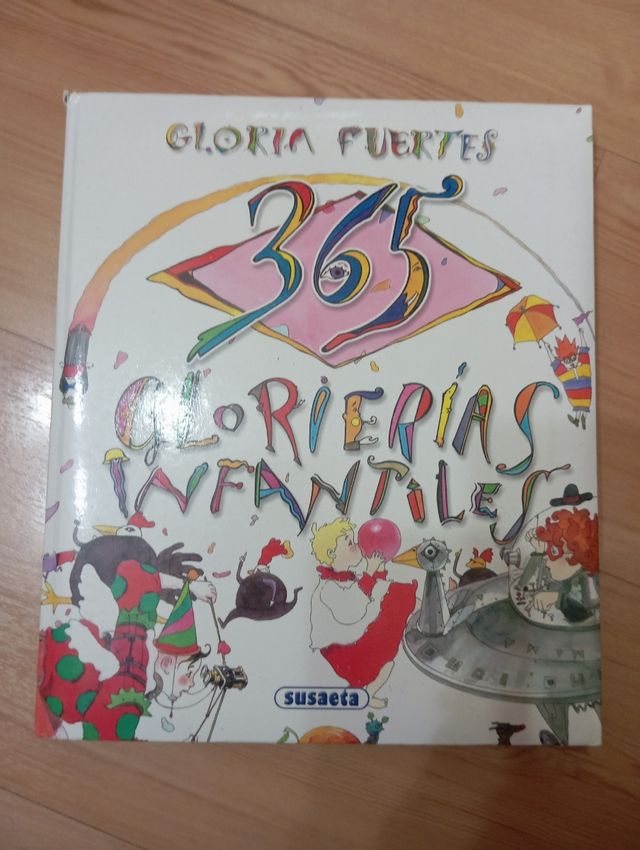 GLORIA FUERTES
365
GLORIERÍAS
INFANTILES
susaeta